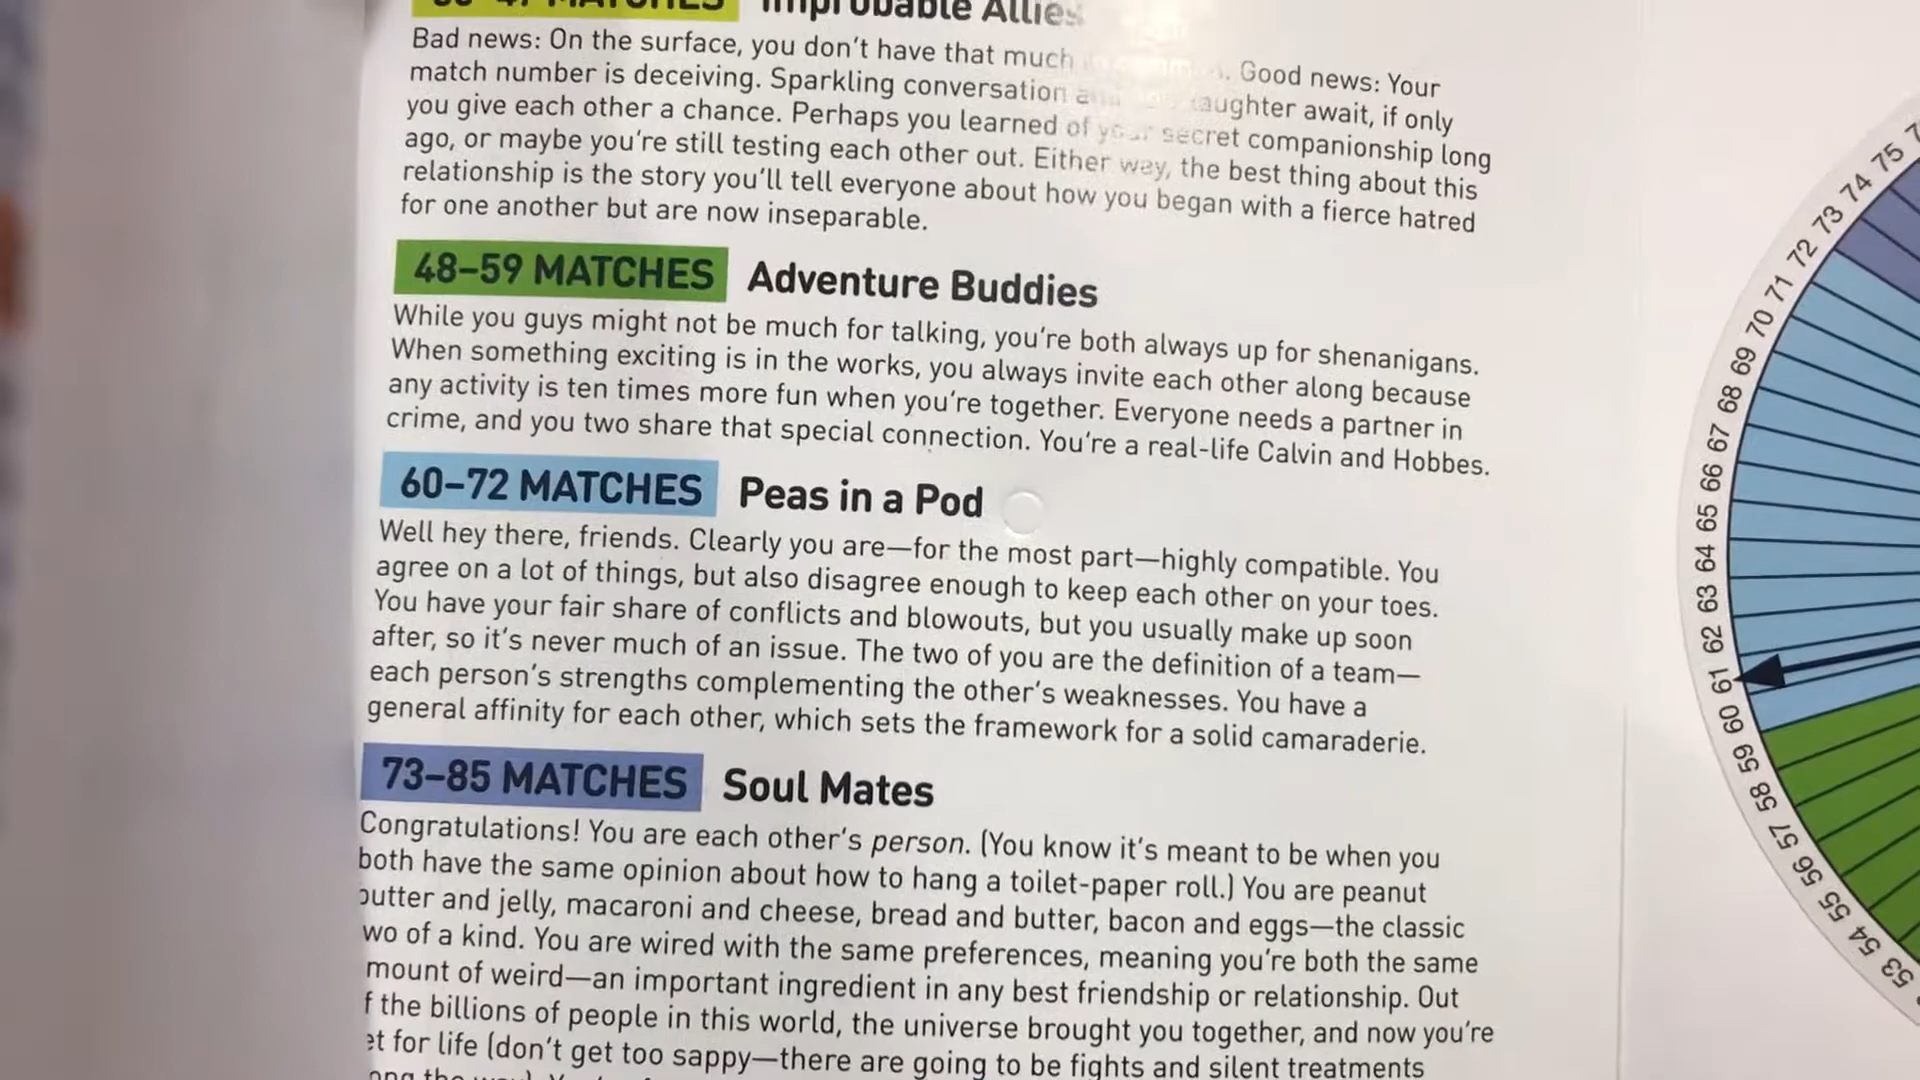 MATCHES Improbable Allies
Bad news: On the surface, you don't have that much Good news: Your
match number is deceiving. Sparkling conversation laughter await, if only
you give each other a chance. Perhaps you learned of your secret companionship long
ago, or maybe you're still testing each other out. Either way, the best thing about this
relationship is the story you'll tell everyone about how you began with a fierce hatred
for one another but are now inseparable.
48–59 MATCHES Adventure Buddies
While you guys might not be much for talking, you're both always up for shenanigans.
When something exciting is in the works, you always invite each other along because
any activity is ten times more fun when you're together. Everyone needs a partner in
crime, and you two share that special connection. You're a real-life Calvin and Hobbes.
60–72 MATCHES Peas in a Pod
Well hey there, friends. Clearly you are—for the most part—highly compatible. You
agree on a lot of things, but also disagree enough to keep each other on your toes.
You have your fair share of conflicts and blowouts, but you usually make up soon
after, so it's never much of an issue. The two of you are the definition of a team—
each person's strengths complementing the other's weaknesses. You have a
general affinity for each other, which sets the framework for a solid camaraderie.
73–85 MATCHES Soul Mates
Congratulations! You are each other's person. (You know it's meant to be when you
both have the same opinion about how to hang a toilet-paper roll.) You are peanut
butter and jelly, macaroni and cheese, bread and butter, bacon and eggs—the classic
wo of a kind. You are wired with the same preferences, meaning you're both the same
mount of weird—an important ingredient in any best friendship or relationship. Out
f the billions of people in this world, the universe brought you together, and now you're
et for life (don't get too sappy—there are going to be fights and silent treatments
75
74
73
72
71
70
69
68
67
66
65
64
63
62
61
60
59
58
57
56
55
54
53